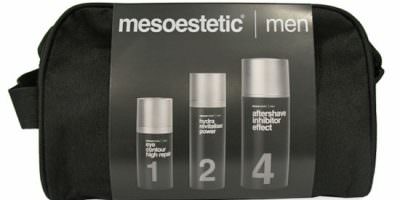 mesoestetic® | men
eye
contour
high repair
1
hydra
revitalizer
power
2
aftershave
inhibitor
effect
4